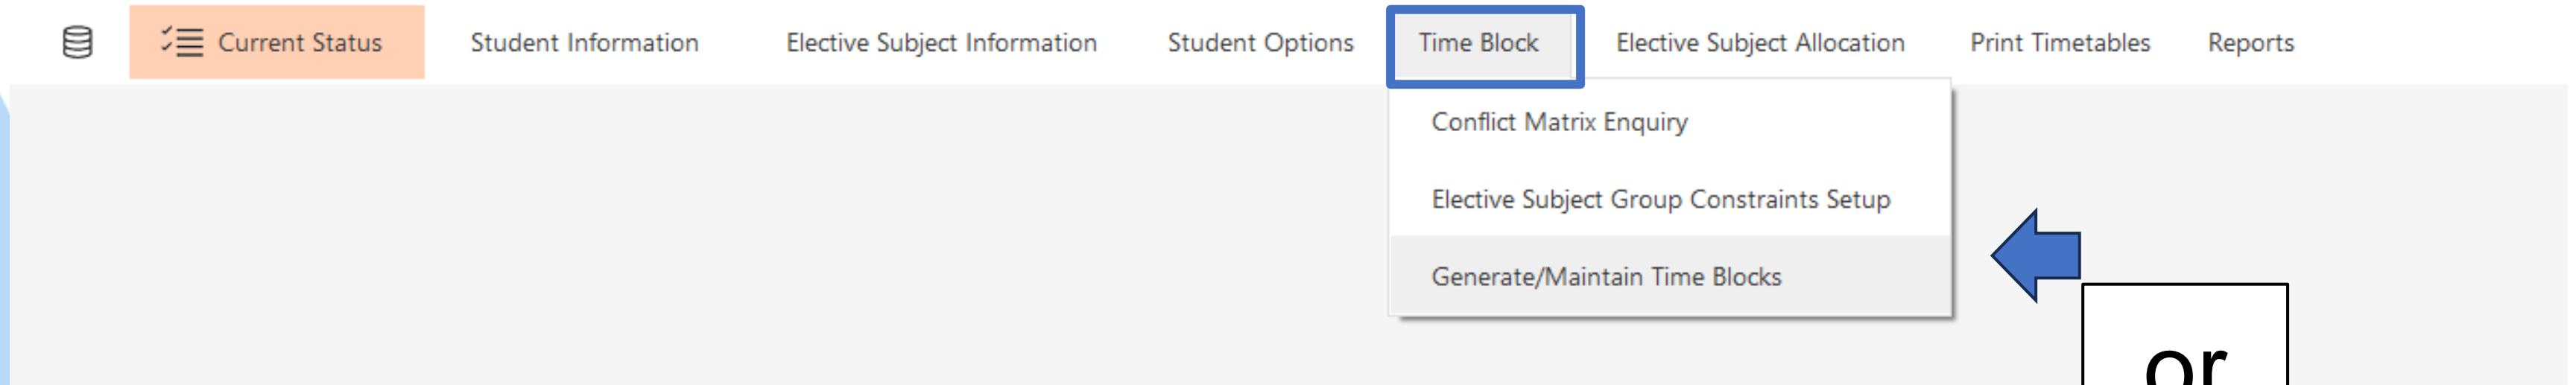 Current Status Student Information Elective Subject Information Student Options Time Block Elective Subject Allocation Print Timetables Reports
Conflict Matrix Enquiry
Elective Subject Group Constraints Setup
Generate/Maintain Time Blocks
or